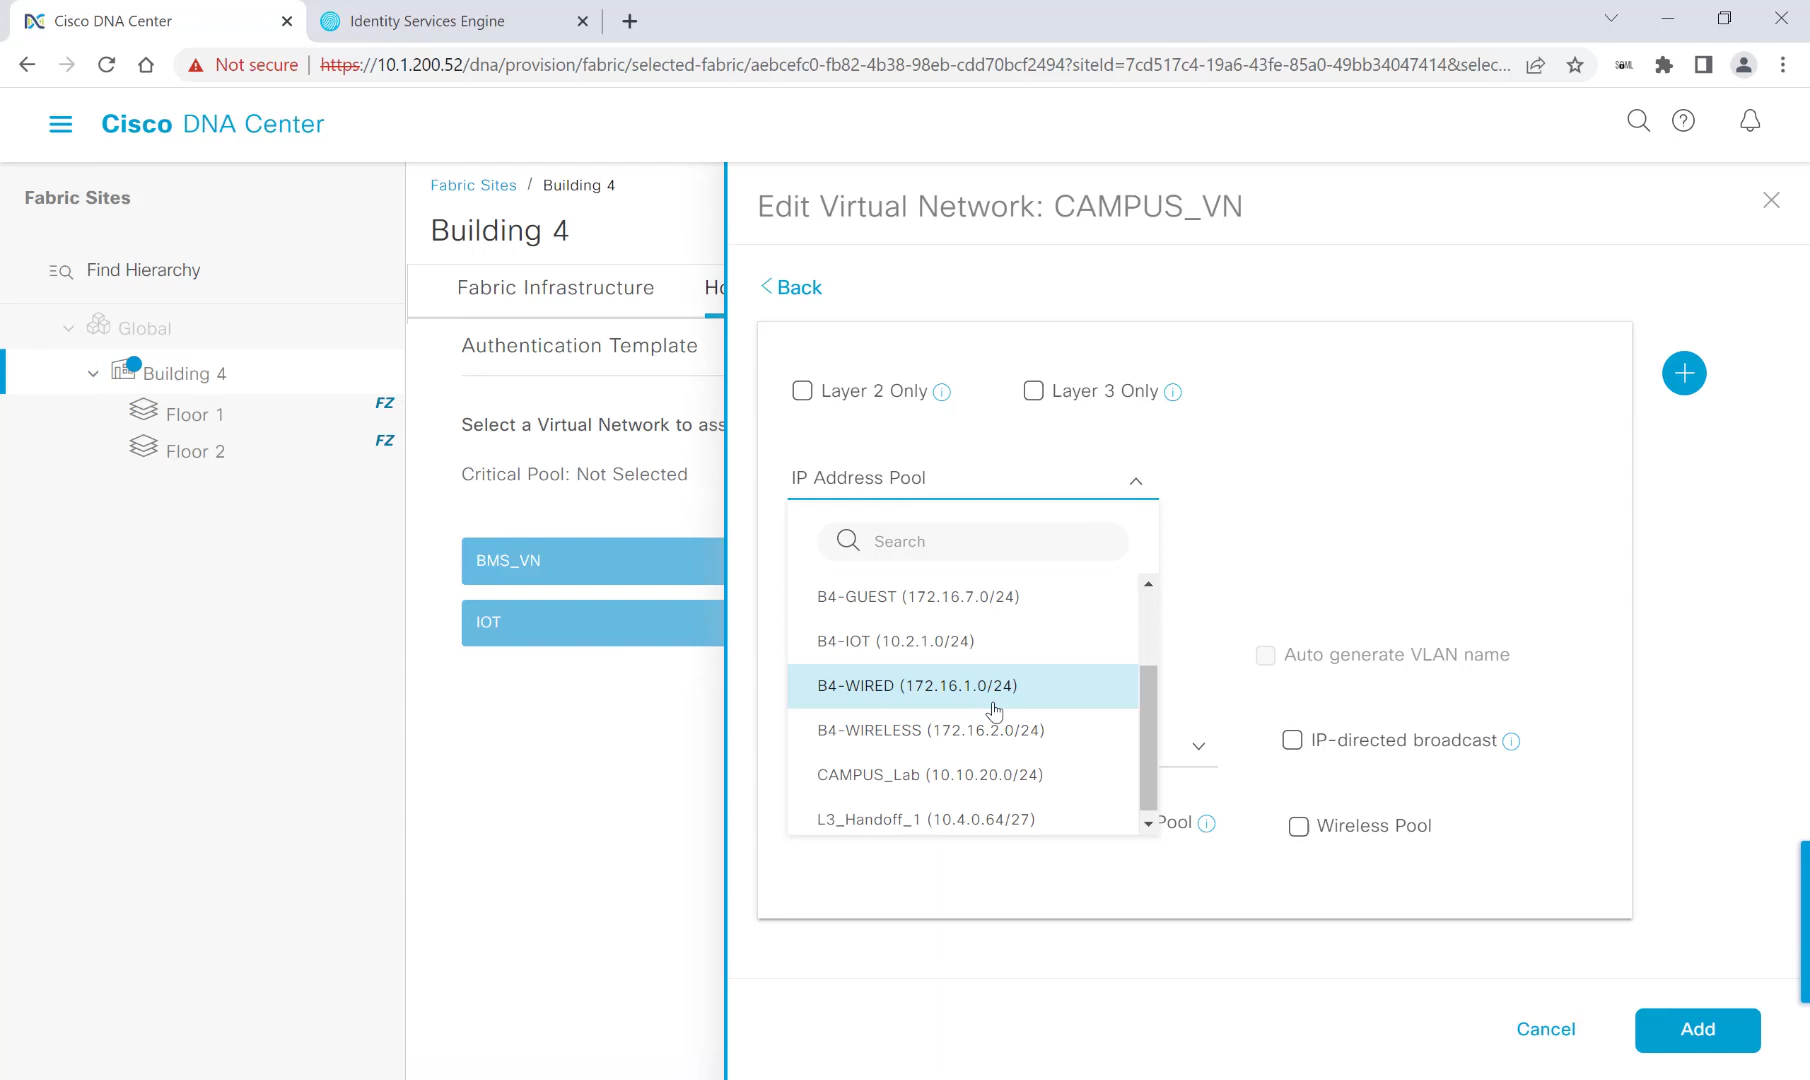 Cisco DNA Center
Identity Services Engine
Not secure | https://10.1.200.52/dna/provision/fabric/selected-fabric/aebcefc0-fb82-4b38-98eb-cdd70bcf2494?siteId=7cd517c4-19a6-43fe-85a0-49bb34047414&selec...
Cisco DNA Center
Fabric Sites
Find Hierarchy
Global
Building 4
Floor 1 FZ
Floor 2 FZ
Fabric Sites / Building 4
Building 4
Fabric Infrastructure
Authentication Template
Select a Virtual Network to ass
Critical Pool: Not Selected
BMS_VN
IOT
Edit Virtual Network: CAMPUS_VN
Back
Layer 2 Only
Layer 3 Only
IP Address Pool
Search
B4-GUEST (172.16.7.0/24)
B4-IOT (10.2.1.0/24)
B4-WIRED (172.16.1.0/24)
B4-WIRELESS (172.16.2.0/24)
CAMPUS_Lab (10.10.20.0/24)
L3_Handoff_1 (10.4.0.64/27)
Auto generate VLAN name
IP-directed broadcast
Pool
Wireless Pool
Cancel
Add